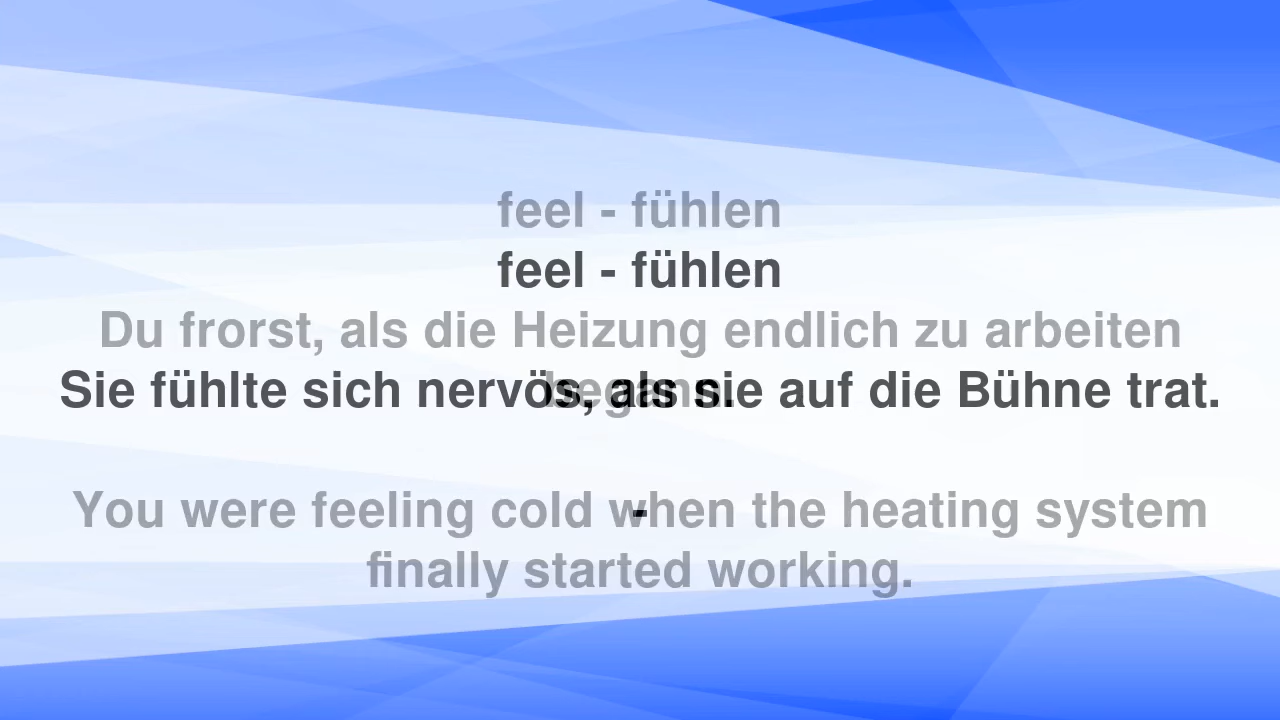 feel - fühlen
feel - fühlen
Du frorst, als die Heizung endlich zu arbeiten
Sie fühlte sich nervös, als sie auf die Bühne trat.
-
You were feeling cold when the heating system
finally started working.